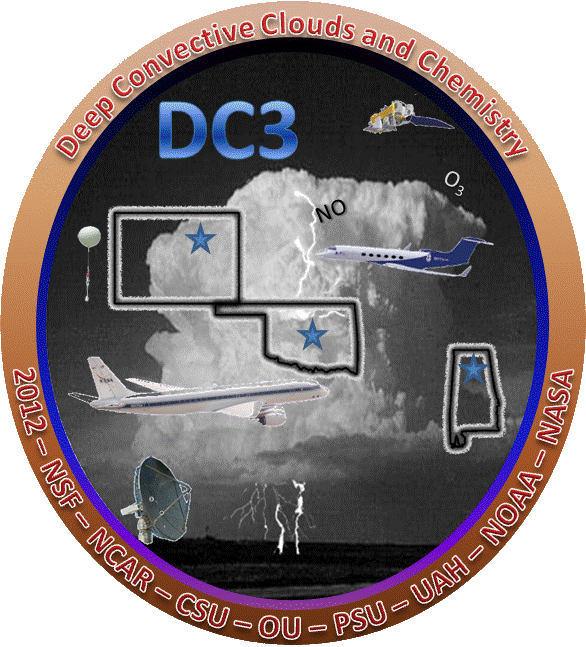 Deep Convective Clouds and Chemistry
DC3
O₃
NO
2012 – NSF – NCAR – CSU – OU – PSU – UAH – NOAA – NASA